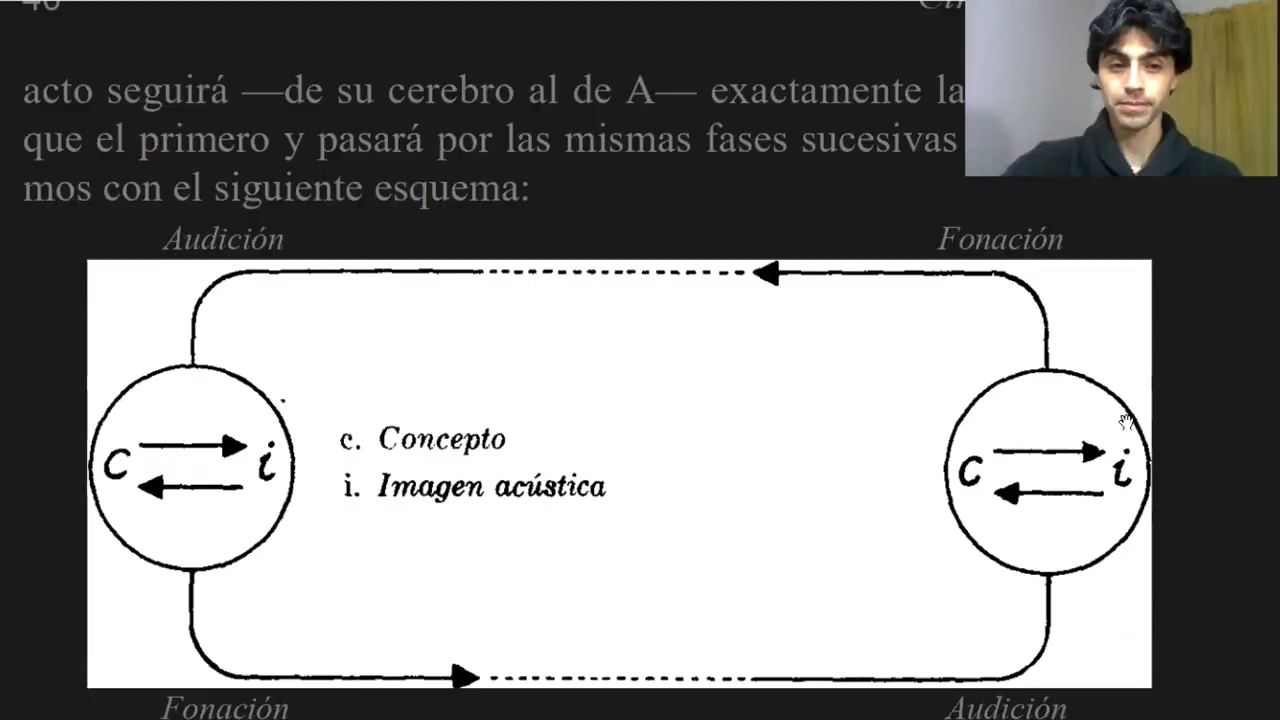 46
acto seguirá —de su cerebro al de A— exactamente la
que el primero y pasará por las mismas fases sucesivas
mos con el siguiente esquema:
Audición Fonación
c. Concepto
c i c i
i. Imagen acústica
Fonación Audición